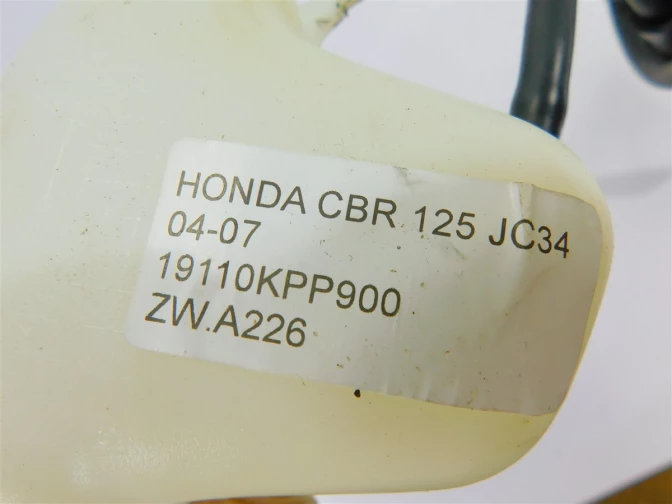 HONDA CBR 125 JC34
04-07
19110KPP900
ZW.A226